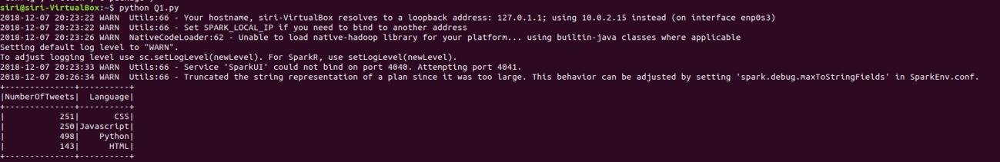 siri@siri-VirtualBox:~$ python Q1.py
2018-12-07 20:23:22 WARN  Utils:66 - Your hostname, siri-VirtualBox resolves to a loopback address: 127.0.1.1; using 10.0.2.15 instead (on interface enp0s3)
2018-12-07 20:23:22 WARN  Utils:66 - Set SPARK_LOCAL_IP if you need to bind to another address
2018-12-07 20:23:26 WARN  NativeCodeLoader:62 - Unable to load native-hadoop library for your platform... using builtin-java classes where applicable
Setting default log level to "WARN".
To adjust logging level use sc.setLogLevel(newLevel). For SparkR, use setLogLevel(newLevel).
2018-12-07 20:23:33 WARN  Utils:66 - Service 'SparkUI' could not bind on port 4040. Attempting port 4041.
2018-12-07 20:26:34 WARN  Utils:66 - Truncated the string representation of a plan since it was too large. This behavior can be adjusted by setting 'spark.debug.maxToStringFields' in SparkEnv.conf.
+--------------+----------+
|NumberOfTweets|  Language|
+--------------+----------+
|           251|       CSS|
|           250|Javascript|
|           498|    Python|
|           143|      HTML|
+--------------+----------+